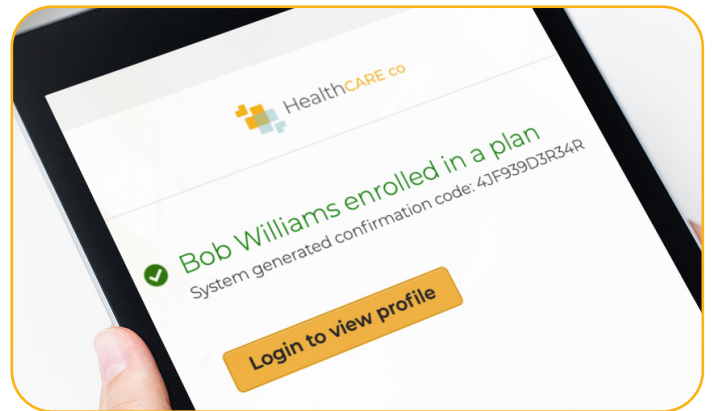 HealthCARE co
Bob Williams enrolled in a plan
System generated confirmation code: 4JF939D3R34R
Login to view profile